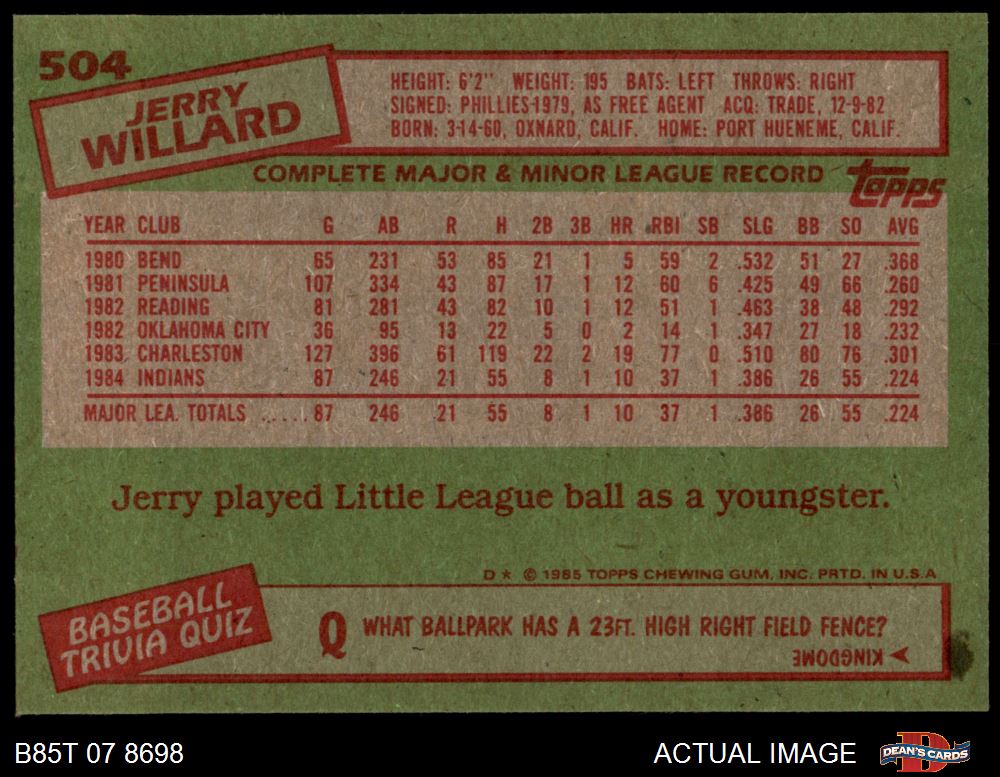 504
JERRY
WILLARD
HEIGHT: 6'2" WEIGHT: 195 BATS: LEFT THROWS: RIGHT
SIGNED: PHILLIES-1979, AS FREE AGENT ACQ: TRADE, 12-9-82
BORN: 3-14-60, OXNARD, CALIF. HOME: PORT HUENEME, CALIF.
COMPLETE MAJOR & MINOR LEAGUE RECORD
topps
YEAR CLUB G AB R H 2B 3B HR RBI SB SLG BB SO AVG
1980 BEND 65 231 53 85 21 1 5 59 2 .532 51 27 .368
1981 PENINSULA 107 334 43 87 17 1 12 60 6 .425 49 66 .260
1982 READING 81 281 43 82 10 1 12 51 1 .463 38 48 .292
1982 OKLAHOMA CITY 36 95 13 22 5 0 2 14 1 .347 27 18 .232
1983 CHARLESTON 127 396 61 119 22 2 19 77 0 .510 80 76 .301
1984 INDIANS 87 246 21 55 8 1 10 37 1 .386 26 55 .224
MAJOR LEA. TOTALS ...... 87 246 21 55 8 1 10 37 1 .386 26 55 .224
Jerry played Little League ball as a youngster.
D★ © 1985 TOPPS CHEWING GUM, INC. PRTD. IN U.S.A
BASEBALL
TRIVIA QUIZ
Q WHAT BALLPARK HAS A 23FT. HIGH RIGHT FIELD FENCE?
KINGDOME
B85T 07 8698
ACTUAL IMAGE
D
DEAN'S CARDS